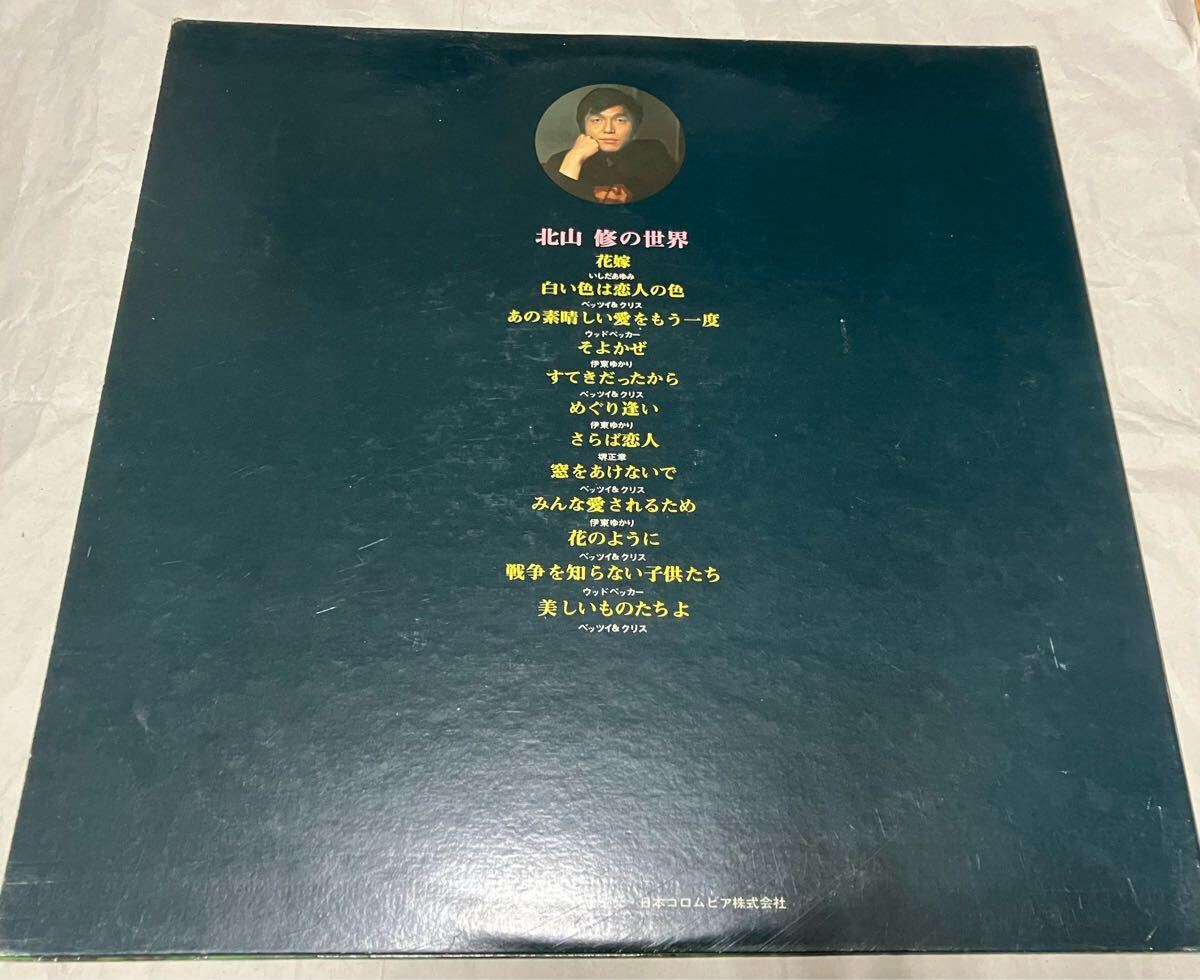 北山 修の世界
花嫁
いしだあゆみ
白い色は恋人の色
ベッツイ&クリス
あの素晴しい愛をもう一度
ウッドペッカー
そよかぜ
伊東ゆかり
すてきだったから
ベッツイ&クリス
めぐり逢い
伊東ゆかり
さらば恋人
堺正章
窓をあけないで
ベッツイ&クリス
みんな愛されるため
伊東ゆかり
花のように
ベッツイ&クリス
戦争を知らない子供たち
ウッドペッカー
美しいものたちよ
ベッツイ&クリス
日本コロムビア株式会社